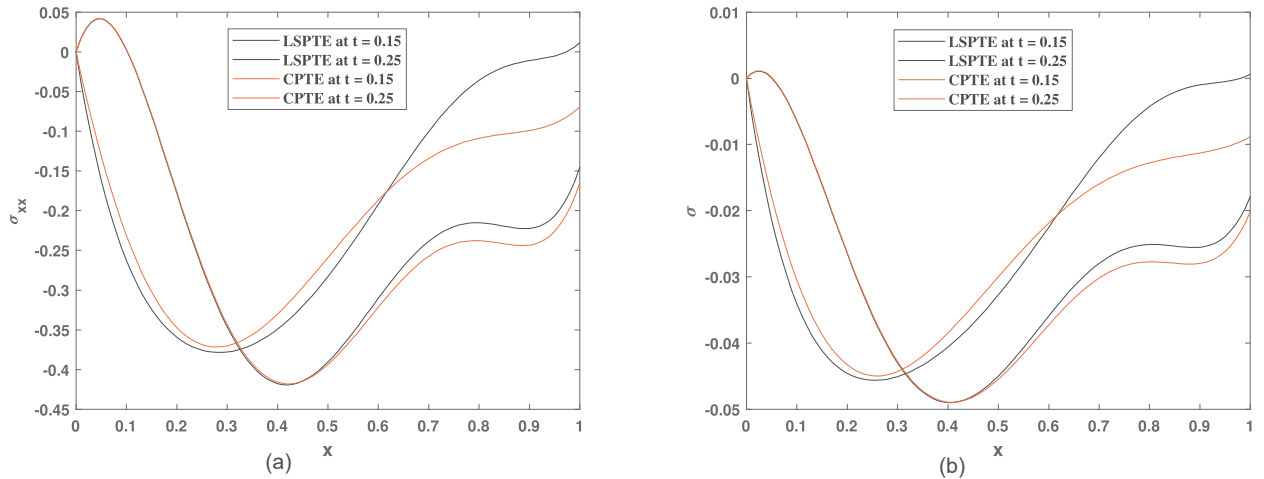 LSPTE at t = 0.15
LSPTE at t = 0.25
CPTE at t = 0.15
CPTE at t = 0.25
0.05
0
-0.05
-0.1
-0.15
-0.2
-0.25
-0.3
-0.35
-0.4
-0.45
σxx
0 0.1 0.2 0.3 0.4 0.5 0.6 0.7 0.8 0.9 1
x
(a)
LSPTE at t = 0.15
LSPTE at t = 0.25
CPTE at t = 0.15
CPTE at t = 0.25
0.01
0
-0.01
-0.02
-0.03
-0.04
-0.05
σ
0 0.1 0.2 0.3 0.4 0.5 0.6 0.7 0.8 0.9 1
x
(b)